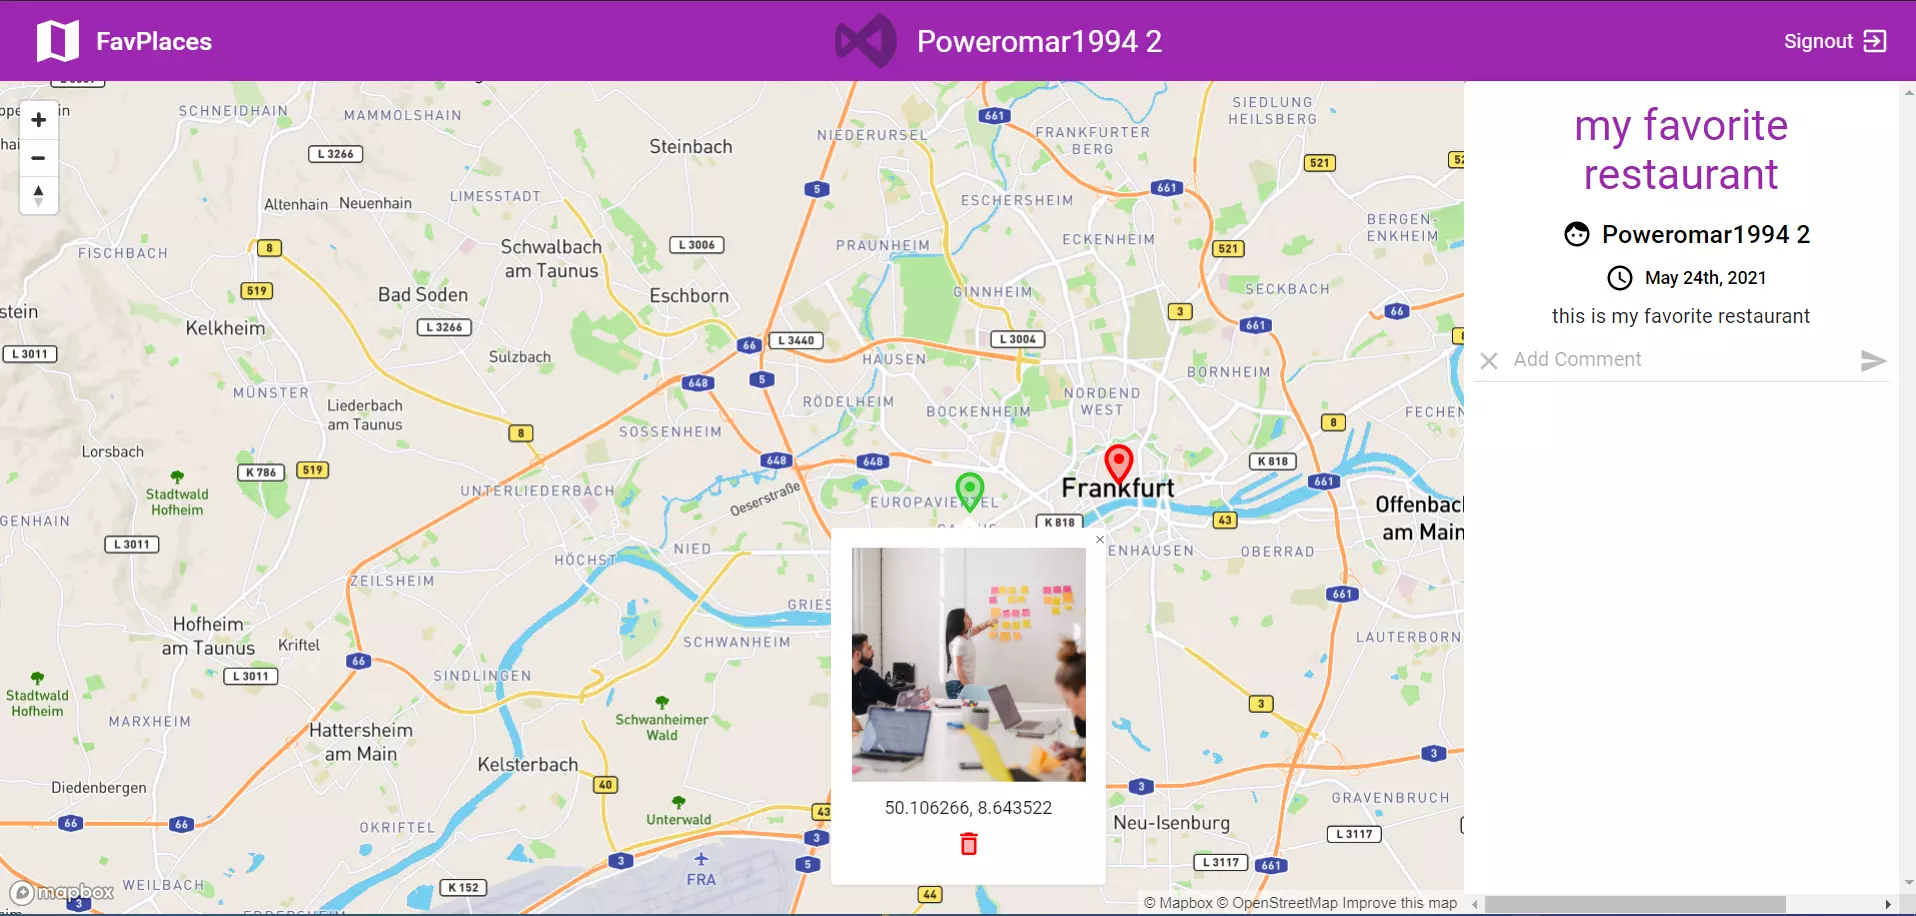 FavPlaces
Poweromar1994 2
Signout
SCHNEIDHAIN
MAMMOLSHAIN
L 3266
Steinbach
NIEDERURSEL
661
FRANKFURTER
BERG
SIEDLUNG
HEILSBERG
521
5
661
LIMESSTADT
Altenhain
Neuenhain
ESCHERSHEIM
BERGEN-
ENKHEIM
FISCHBACH
8
Schwalbach
am Taunus
L 3006
PRAUNHEIM
ECKENHEIM
521
519
Bad Soden
Eschborn
GINNHEIM
SECKBACH
Kelkheim
L 3266
3
66
661
L 3011
Sulzbach
66
L 3440
L 3004
HAUSEN
MÜNSTER
648
5
BORNHEIM
Liederbach
am Taunus
RÖDELHEIM
BOCKENHEIM
NORDEND
WEST
8
SOSSENHEIM
8
Lorsbach
K 786
519
648
648
K 818
Stadtwald
Hofheim
UNTERLIEDERBACH
Oeserstraße
Frankfurt
661
Offenbac
am Main
L 3011
K 818
43
NIED
HÖCHST
OBERRAD
ZEILSHEIM
661
Hofheim
am Taunus
Kriftel
SCHWANHEIM
LAUTERBORN
66
L 3011
SINDLINGEN
Stadtwald
Hofheim
MARXHEIM
Schwanheimer
Wald
3
Hattersheim
am Main
Kelsterbach
3
Diedenbergen
40
3
GRAVENBRUCH
66
66
OKRIFTEL
Unterwald
43
Neu-Isenburg
L 3117
3
3
5
L 3117
661
FRA
WEILBACH
K 152
44
mapbox
3
50.106266, 8.643522
© Mapbox © OpenStreetMap Improve this map
my favorite
restaurant
Poweromar1994 2
May 24th, 2021
this is my favorite restaurant
Add Comment